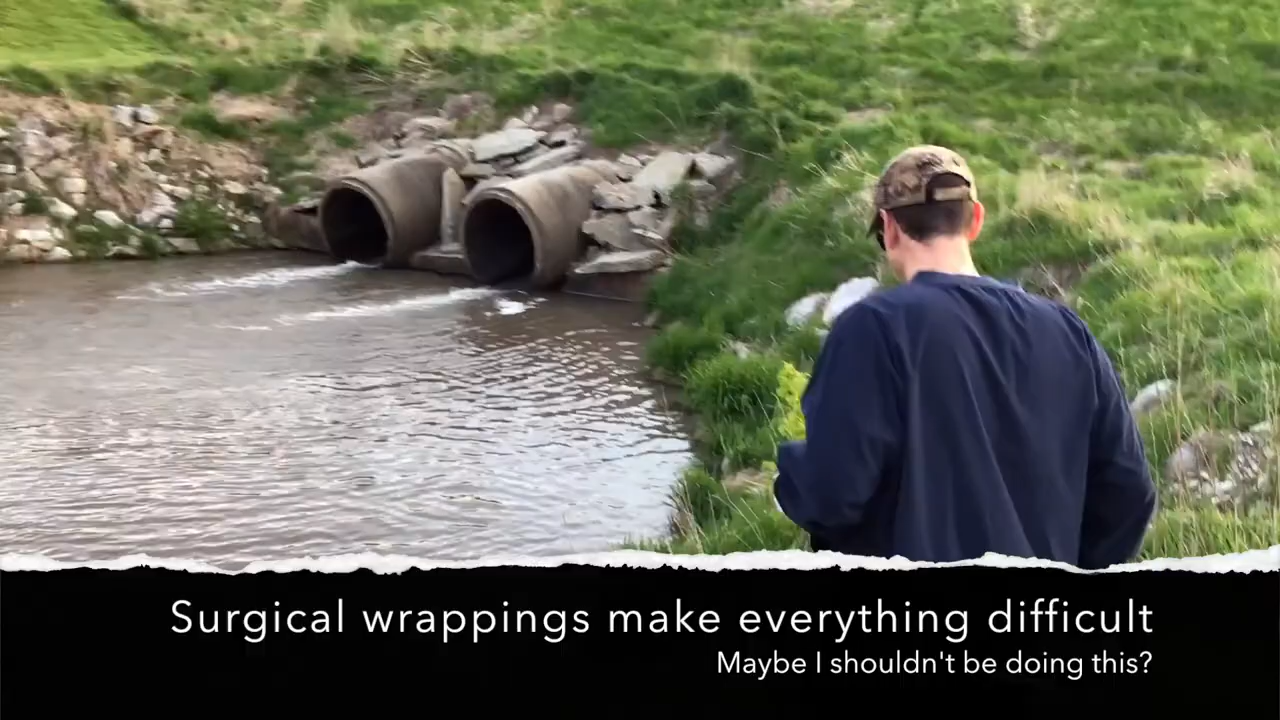 Surgical wrappings make everything difficult
Maybe I shouldn't be doing this?